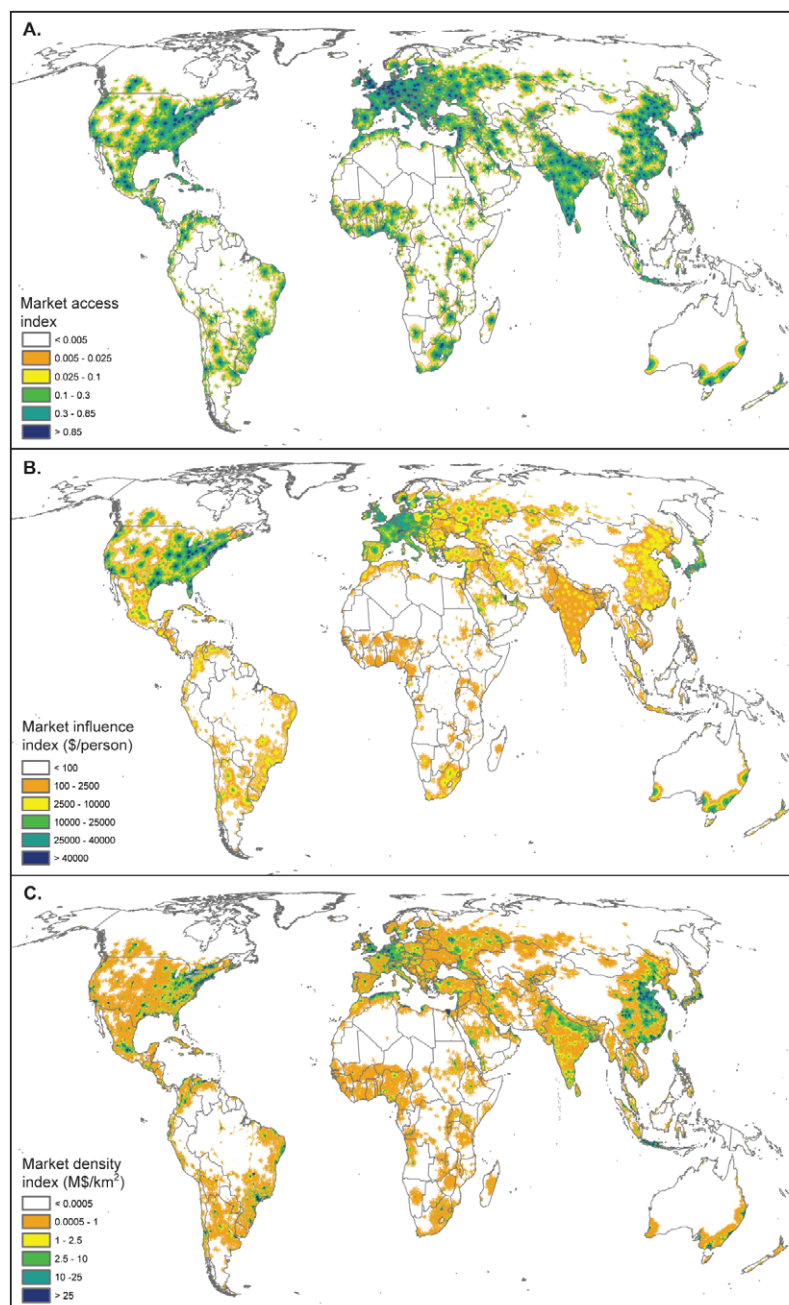 A.
Market access
index
< 0.005
0.005 - 0.025
0.025 - 0.1
0.1 - 0.3
0.3 - 0.85
> 0.85
B.
Market influence
index ($/person)
< 100
100 - 2500
2500 - 10000
10000 - 25000
25000 - 40000
> 40000
C.
Market density
index (M$/km²)
< 0.0005
0.0005 - 1
1 - 2.5
2.5 - 10
10 -25
> 25